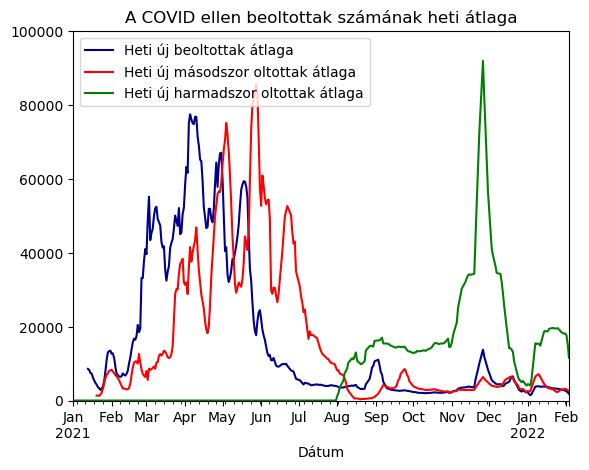 A COVID ellen beoltottak számának heti átlaga
Heti új beoltottak átlaga
Heti új másodszor oltottak átlaga
Heti új harmadszor oltottak átlaga
100000
80000
60000
40000
20000
0
Jan Feb Mar Apr May Jun Jul Aug Sep Oct Nov Dec Jan Feb
2021 2022
Dátum